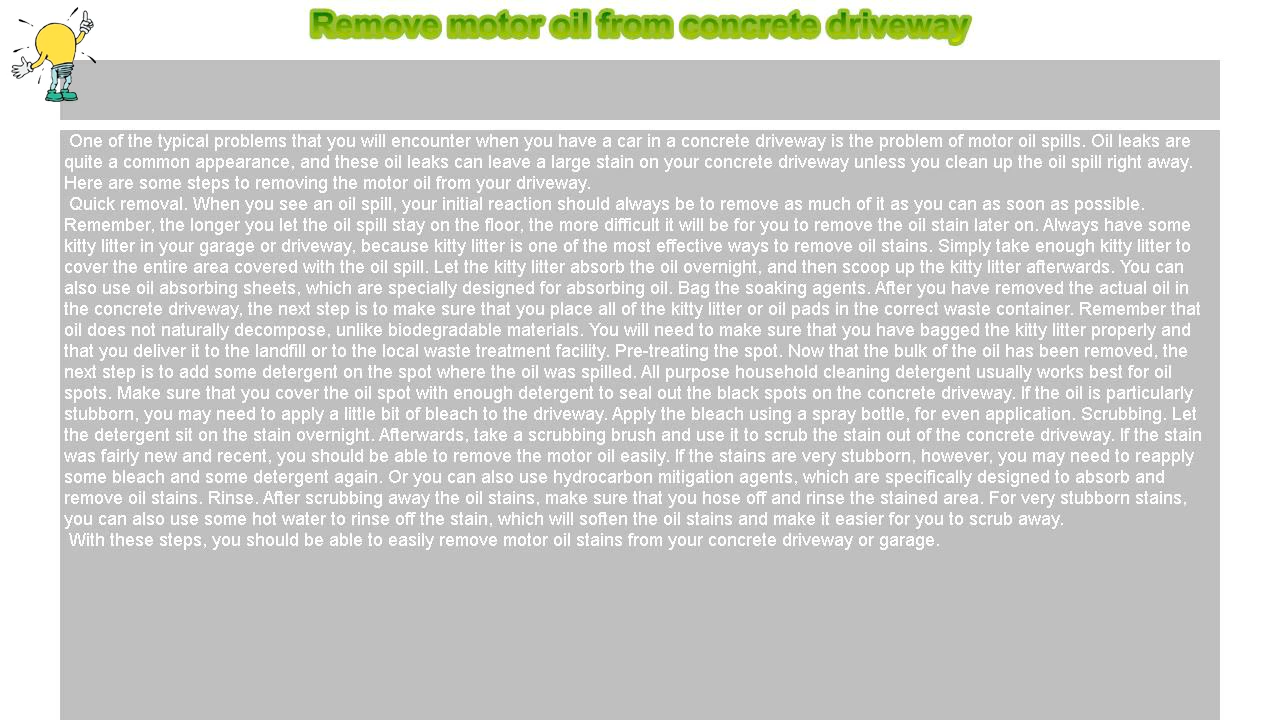 Remove motor oil from concrete driveway
One of the typical problems that you will encounter when you have a car in a concrete driveway is the problem of motor oil spills. Oil leaks are
quite a common appearance, and these oil leaks can leave a large stain on your concrete driveway unless you clean up the oil spill right away.
Here are some steps to removing the motor oil from your driveway.
Quick removal. When you see an oil spill, your initial reaction should always be to remove as much of it as you can as soon as possible.
Remember, the longer you let the oil spill stay on the floor, the more difficult it will be for you to remove the oil stain later on. Always have some
kitty litter in your garage or driveway, because kitty litter is one of the most effective ways to remove oil stains. Simply take enough kitty litter to
cover the entire area covered with the oil spill. Let the kitty litter absorb the oil overnight, and then scoop up the kitty litter afterwards. You can
also use oil absorbing sheets, which are specially designed for absorbing oil. Bag the soaking agents. After you have removed the actual oil in
the concrete driveway, the next step is to make sure that you place all of the kitty litter or oil pads in the correct waste container. Remember that
oil does not naturally decompose, unlike biodegradable materials. You will need to make sure that you have bagged the kitty litter properly and
that you deliver it to the landfill or to the local waste treatment facility. Pre-treating the spot. Now that the bulk of the oil has been removed, the
next step is to add some detergent on the spot where the oil was spilled. All purpose household cleaning detergent usually works best for oil
spots. Make sure that you cover the oil spot with enough detergent to seal out the black spots on the concrete driveway. If the oil is particularly
stubborn, you may need to apply a little bit of bleach to the driveway. Apply the bleach using a spray bottle, for even application. Scrubbing. Let
the detergent sit on the stain overnight. Afterwards, take a scrubbing brush and use it to scrub the stain out of the concrete driveway. If the stain
was fairly new and recent, you should be able to remove the motor oil easily. If the stains are very stubborn, however, you may need to reapply
some bleach and some detergent again. Or you can also use hydrocarbon mitigation agents, which are specifically designed to absorb and
remove oil stains. Rinse. After scrubbing away the oil stains, make sure that you hose off and rinse the stained area. For very stubborn stains,
you can also use some hot water to rinse off the stain, which will soften the oil stains and make it easier for you to scrub away.
With these steps, you should be able to easily remove motor oil stains from your concrete driveway or garage.